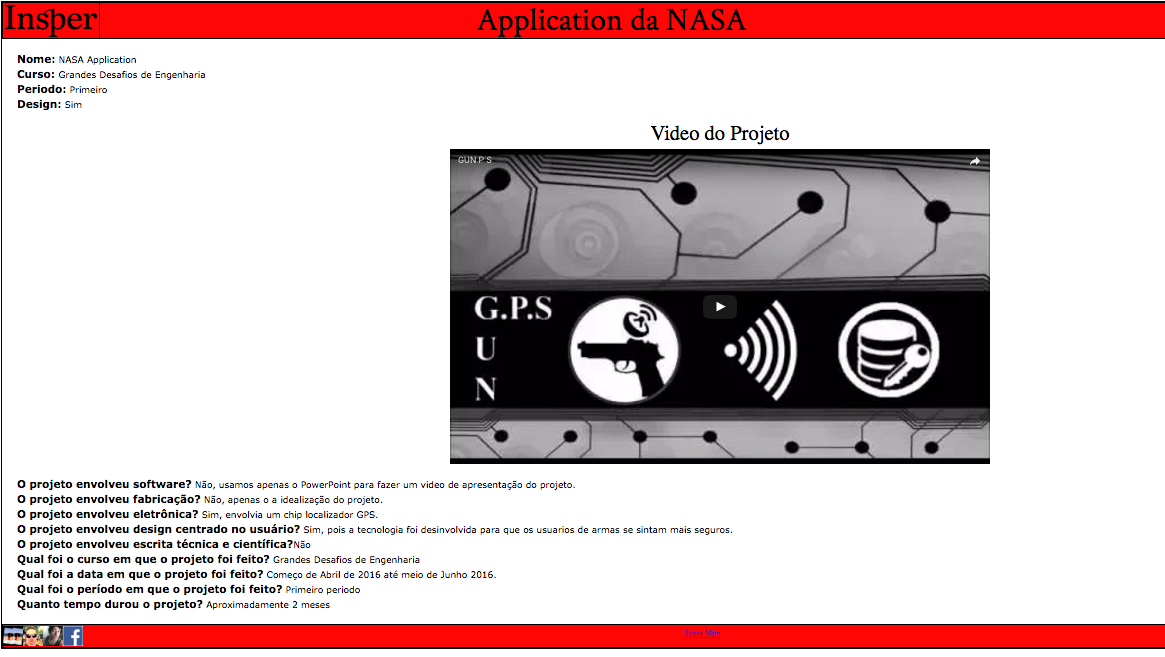 Insper
Application da NASA
Nome: NASA Application
Curso: Grandes Desafios de Engenharia
Periodo: Primeiro
Design: Sim
Video do Projeto
GUN P S
G.P.S
U
N
O projeto envolveu software? Não, usamos apenas o PowerPoint para fazer um video de apresentação do projeto.
O projeto envolveu fabricação? Não, apenas o a idealização do projeto.
O projeto envolveu eletrônica? Sim, envolvia um chip localizador GPS.
O projeto envolveu design centrado no usuário? Sim, pois a tecnologia foi desinvolvida para que os usuarios de armas se sintam mais seguros.
O projeto envolveu escrita técnica e científica?Não
Qual foi o curso em que o projeto foi feito? Grandes Desafios de Engenharia
Qual foi a data em que o projeto foi feito? Começo de Abril de 2016 até meio de Junho 2016.
Qual foi o período em que o projeto foi feito? Primeiro periodo
Quanto tempo durou o projeto? Aproximadamente 2 meses
f
Sobre Mim